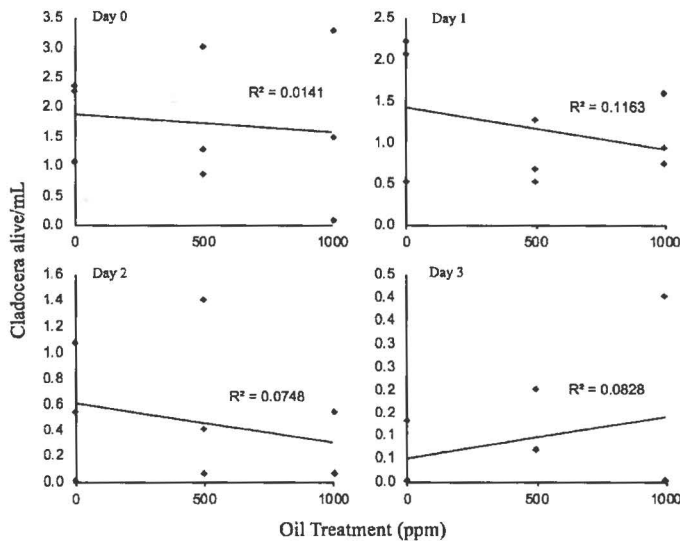 Day 0
3.5
3.0
2.5
2.0
1.5
1.0
0.5
0.0
R² = 0.0141
0 500 1000
Day 1
2.5
2.0
1.5
1.0
0.5
0.0
R² = 0.1163
0 500 1000
Cladocera alive/mL
Day 2
1.6
1.4
1.2
1.0
0.8
0.6
0.4
0.2
0.0
R² = 0.0748
0 500 1000
Day 3
0.5
0.4
0.4
0.3
0.3
0.2
0.2
0.1
0.1
0.0
R² = 0.0828
0 500 1000
Oil Treatment (ppm)